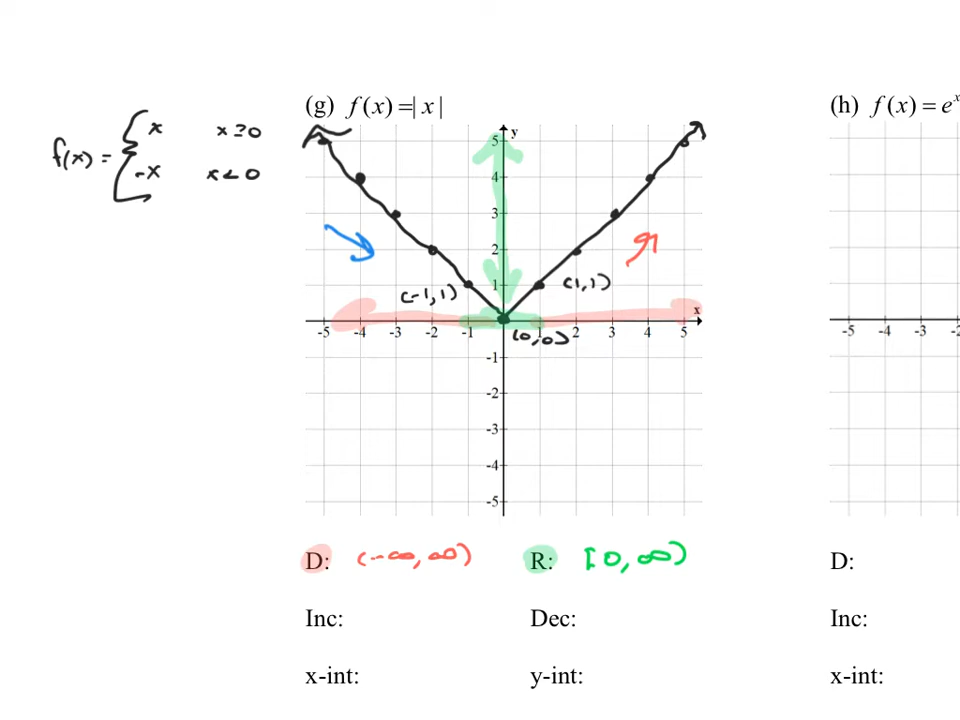 (g) f(x)=|x|
(h) f(x) = e^x
f(x) = { x x≥0
-x x<0
y
5
4
3
2
1
(-1,1)
(1,1)
x
-5 -4 -3 -2 -1 2 3 4 5
(0,0)
-1
-2
-3
-4
-5
-5 -4 -3 -2
D: (-∞,∞) R: [0,∞)
Inc: Dec:
x-int: y-int:
D:
Inc:
x-int: